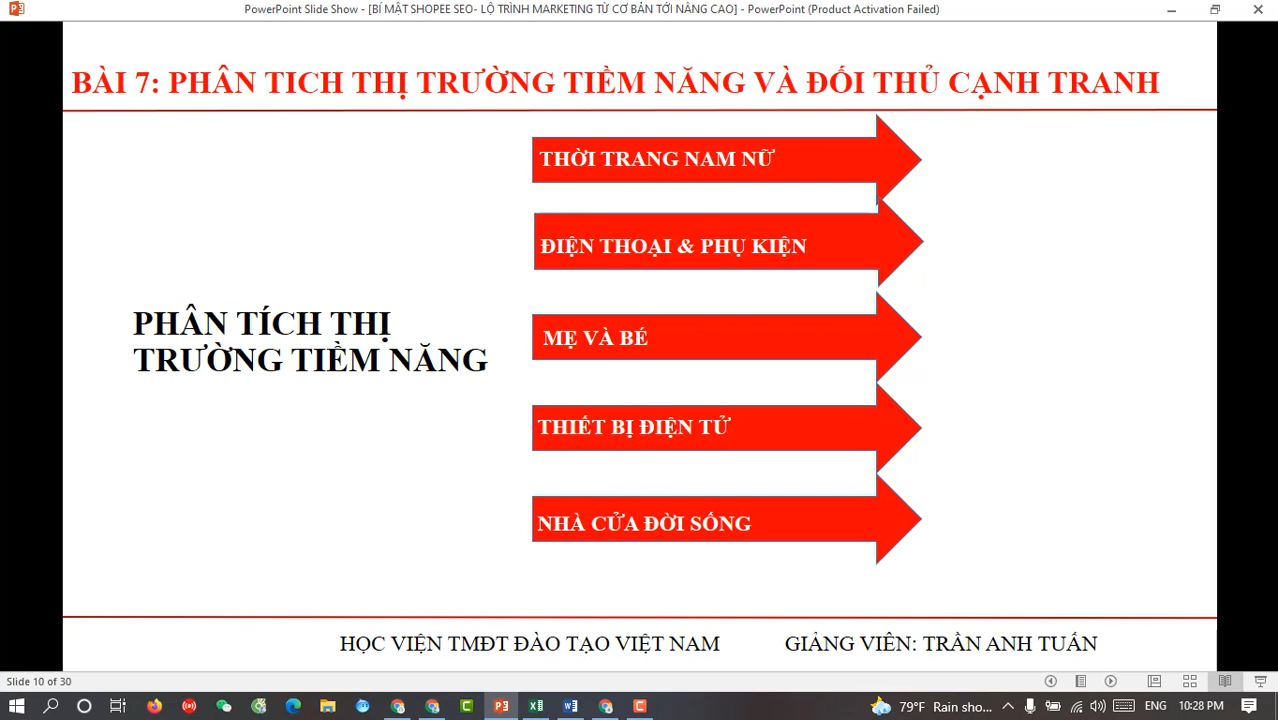 PowerPoint Slide Show - [BÍ MẬT SHOPEE SEO- LỘ TRÌNH MARKETING TỪ CƠ BẢN TỚI NÂNG CAO] - PowerPoint (Product Activation Failed)
BÀI 7: PHÂN TICH THỊ TRƯỜNG TIỀM NĂNG VÀ ĐỐI THỦ CẠNH TRANH
THỜI TRANG NAM NỮ
ĐIỆN THOẠI & PHỤ KIỆN
PHÂN TÍCH THỊ
TRƯỜNG TIỀM NĂNG
MẸ VÀ BÉ
THIẾT BỊ ĐIỆN TỬ
NHÀ CỬA ĐỜI SỐNG
HỌC VIỆN TMĐT ĐÀO TẠO VIỆT NAM GIẢNG VIÊN: TRẦN ANH TUẤN
Slide 10 of 30
79°F Rain sho... ENG 10:28 PM